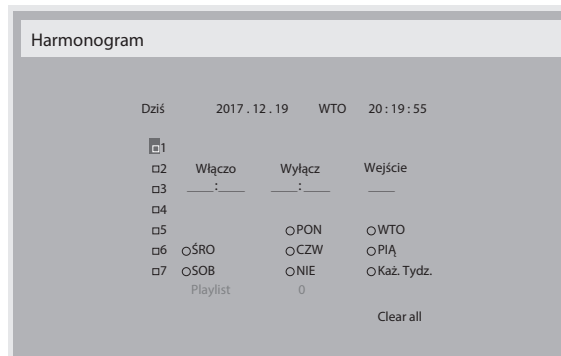 Harmonogram
Dziś 2017 . 12 . 19 WTO 20 : 19 : 55
1
2 Włączo Wyłącz Wejście
3 ___:___ ___:___ ___
4
5 PON WTO
6 ŚRO CZW PIĄ
7 SOB NIE Każ. Tydz.
Playlist 0
Clear all